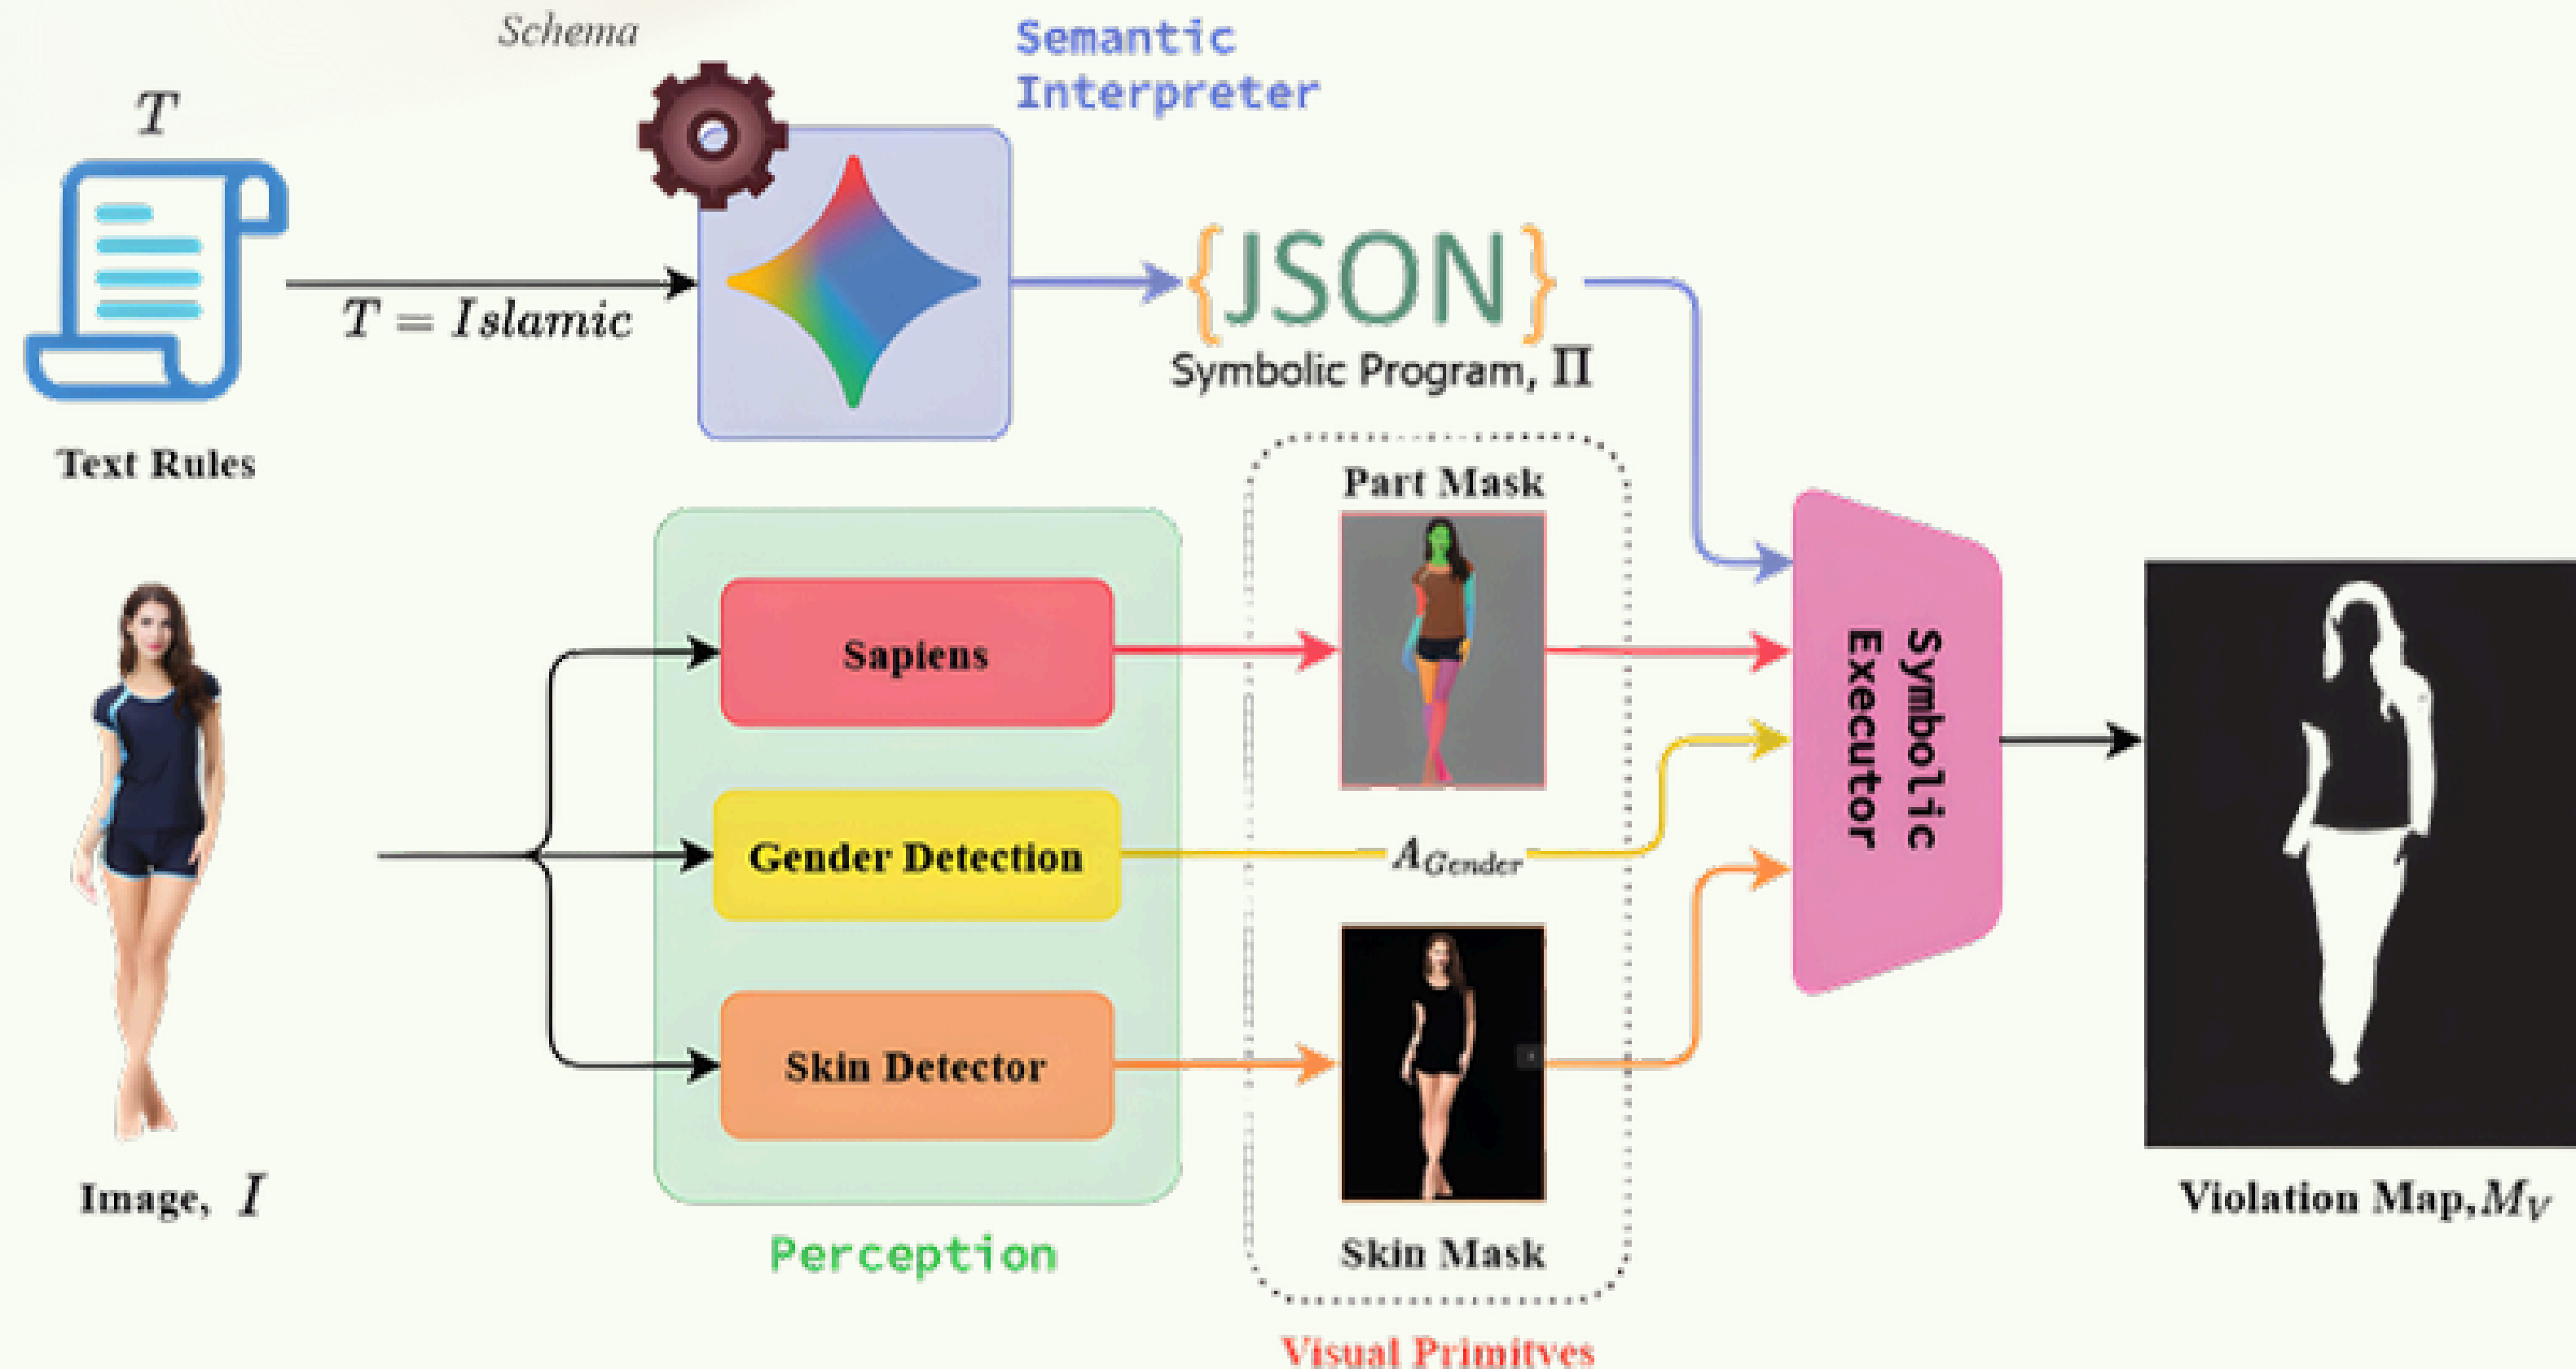 Schema
Semantic
Interpreter
T
T = Islamic
{JSON}
Symbolic Program, Π
Text Rules
Part Mask
Sapiens
Gender Detection
A_Gender
Skin Detector
Symbolic
Executor
Image, I
Perception
Skin Mask
Violation Map, M_V
Visual Primitves